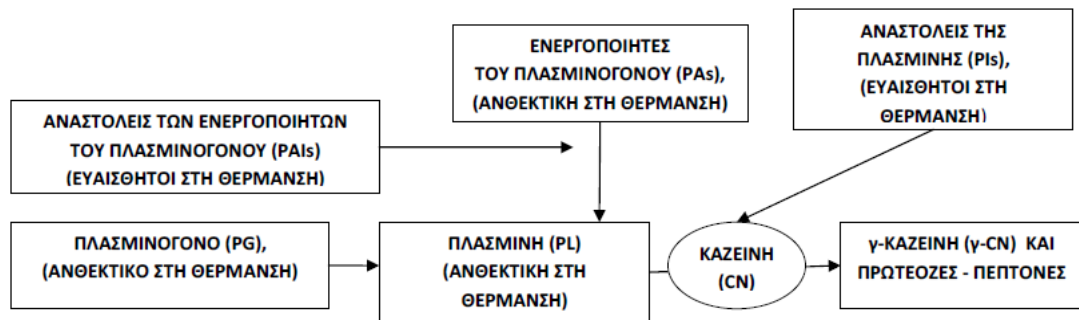 ΕΝΕΡΓΟΠΟΙΗΤΕΣ
ΤΟΥ ΠΛΑΣΜΙΝΟΓΟΝΟΥ (PAs),
(ΑΝΘΕΚΤΙΚΗ ΣΤΗ ΘΕΡΜΑΝΣΗ)
ΑΝΑΣΤΟΛΕΙΣ ΤΗΣ
ΠΛΑΣΜΙΝΗΣ (PIs),
(ΕΥΑΙΣΘΗΤΟΙ ΣΤΗ
ΘΕΡΜΑΝΣΗ)
ΑΝΑΣΤΟΛΕΙΣ ΤΩΝ ΕΝΕΡΓΟΠΟΙΗΤΩΝ
ΤΟΥ ΠΛΑΣΜΙΝΟΓΟΝΟΥ (PAIs)
(ΕΥΑΙΣΘΗΤΟΙ ΣΤΗ ΘΕΡΜΑΝΣΗ)
ΠΛΑΣΜΙΝΟΓΟΝΟ (PG),
(ΑΝΘΕΚΤΙΚΟ ΣΤΗ ΘΕΡΜΑΝΣΗ)
ΠΛΑΣΜΙΝΗ (PL)
(ΑΝΘΕΚΤΙΚΗ ΣΤΗ
ΘΕΡΜΑΝΣΗ)
ΚΑΖΕΙΝΗ
(CN)
γ-ΚΑΖΕΙΝΗ (γ-CN) ΚΑΙ
ΠΡΩΤΕΟΖΕΣ - ΠΕΠΤΟΝΕΣ